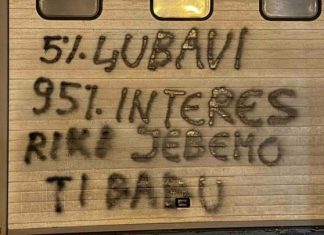 5% LJUBAVI
95% INTERES
RIKI JEBEMO
TI BABU